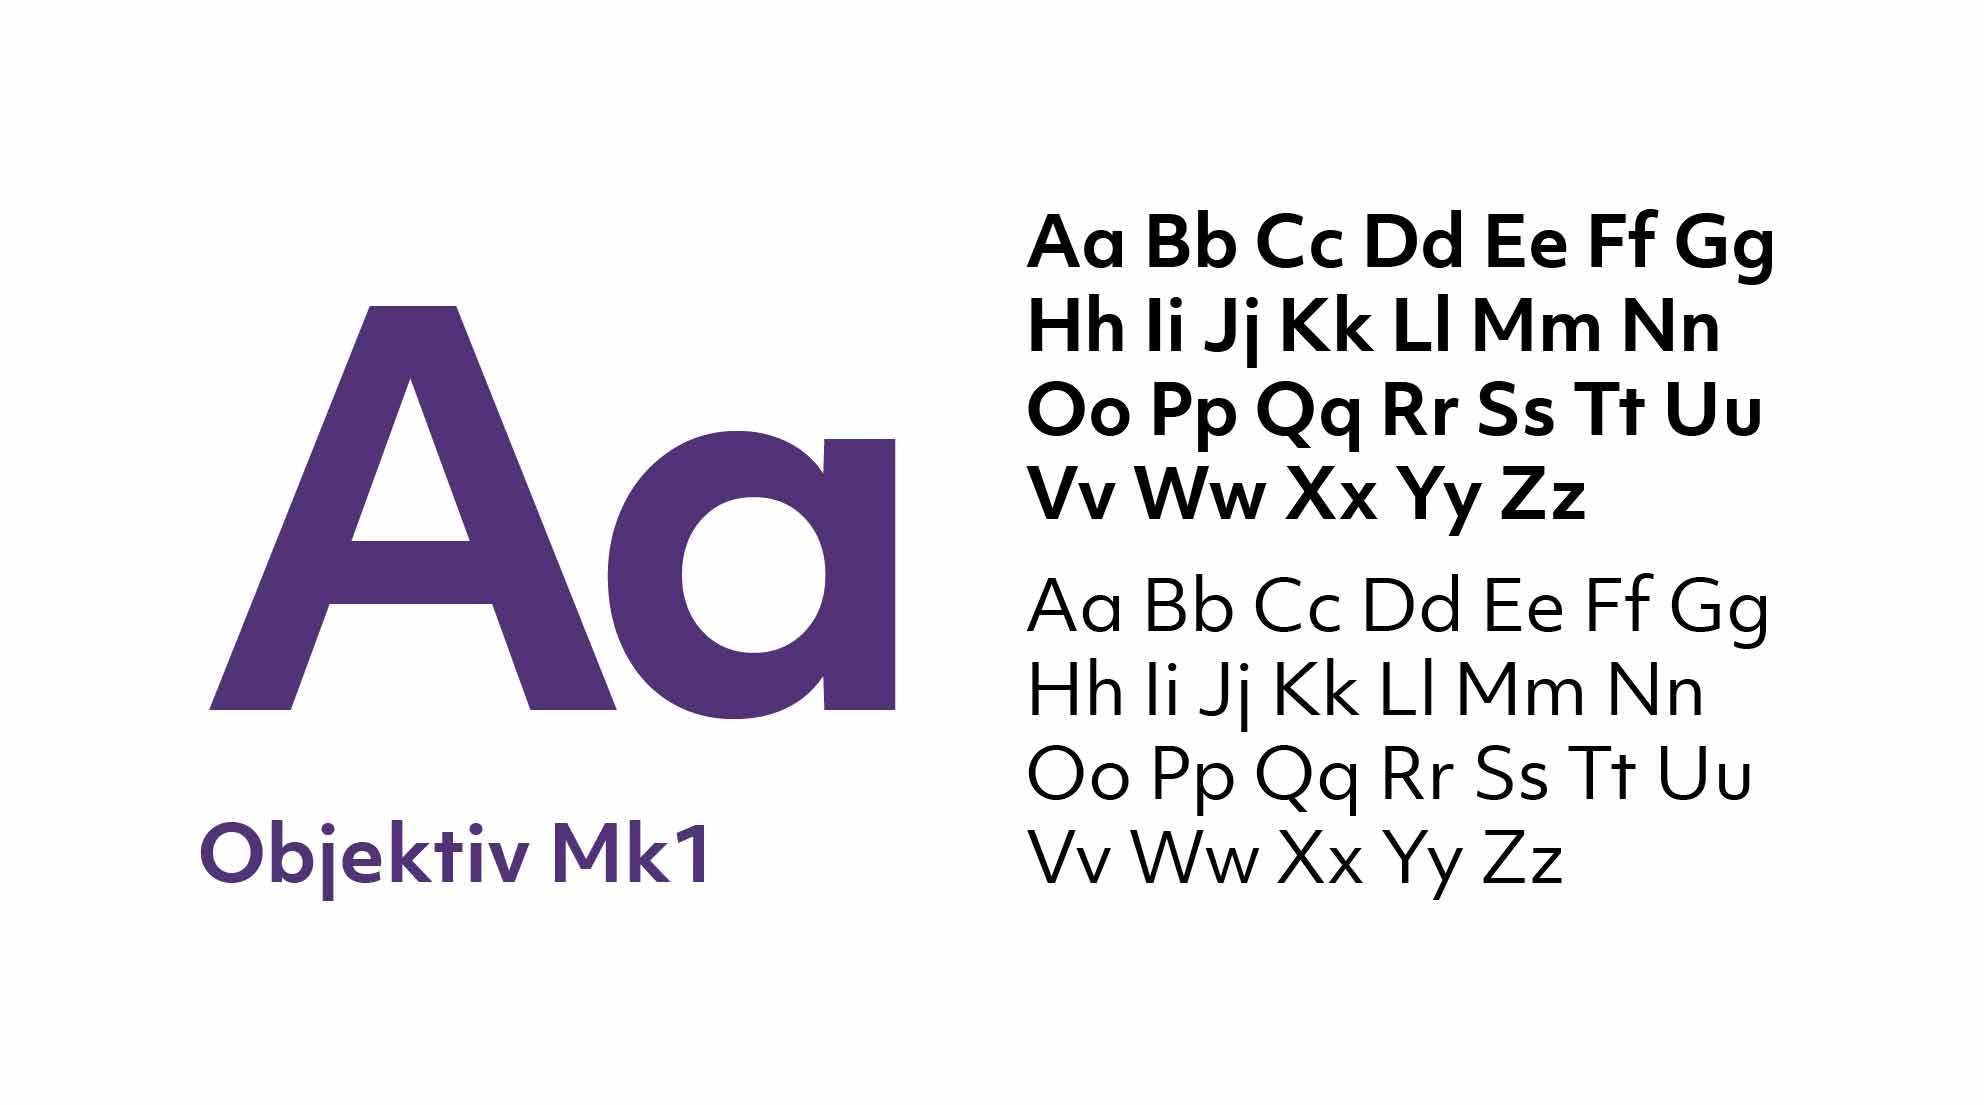 Aa
Objektiv Mk1
Aa Bb Cc Dd Ee Ff Gg
Hh Ii Jj Kk Ll Mm Nn
Oo Pp Qq Rr Ss Tt Uu
Vv Ww Xx Yy Zz
Aa Bb Cc Dd Ee Ff Gg
Hh Ii Jj Kk Ll Mm Nn
Oo Pp Qq Rr Ss Tt Uu
Vv Ww Xx Yy Zz